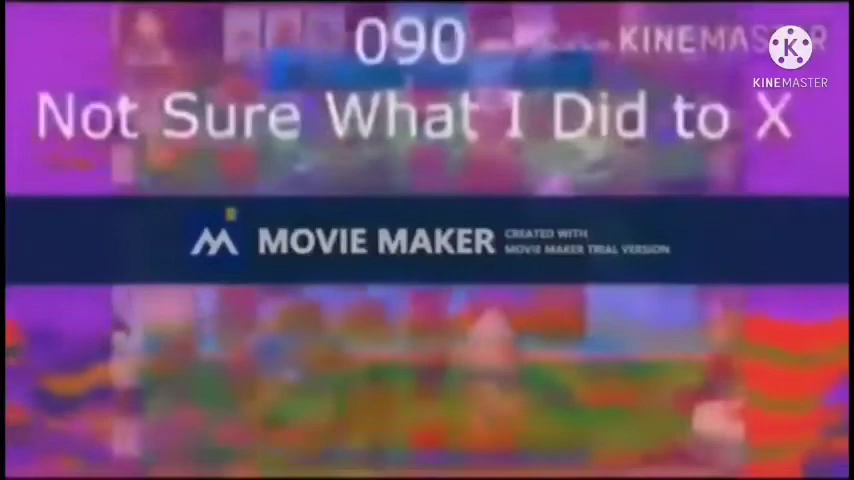 090
KINEMASTER
KINEMASTER
Not Sure What I Did to X
MOVIE MAKER
CREATED WITH
MOVIE MAKER TRIAL VERSION